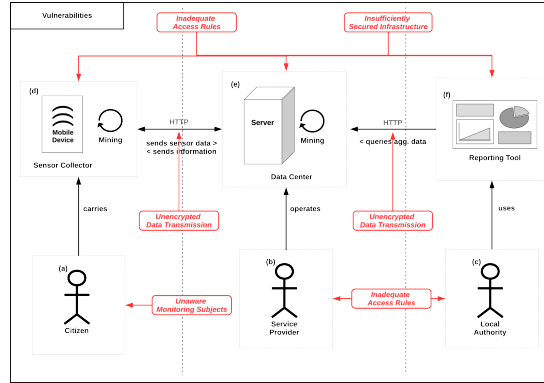 Vulnerabilities
Inadequate
Access Rules
Insufficiently
Secured Infrastructure
(d)
Mobile
Device
Mining
Sensor Collector
HTTP
sends sensor data >
< sends information
(e)
Server
Mining
Data Center
HTTP
< queries agg. data
(f)
Reporting Tool
carries
Unencrypted
Data Transmission
operates
Unencrypted
Data Transmission
uses
(a)
Citizen
Unaware
Monitoring Subjects
(b)
Service
Provider
Inadequate
Access Rules
(c)
Local
Authority